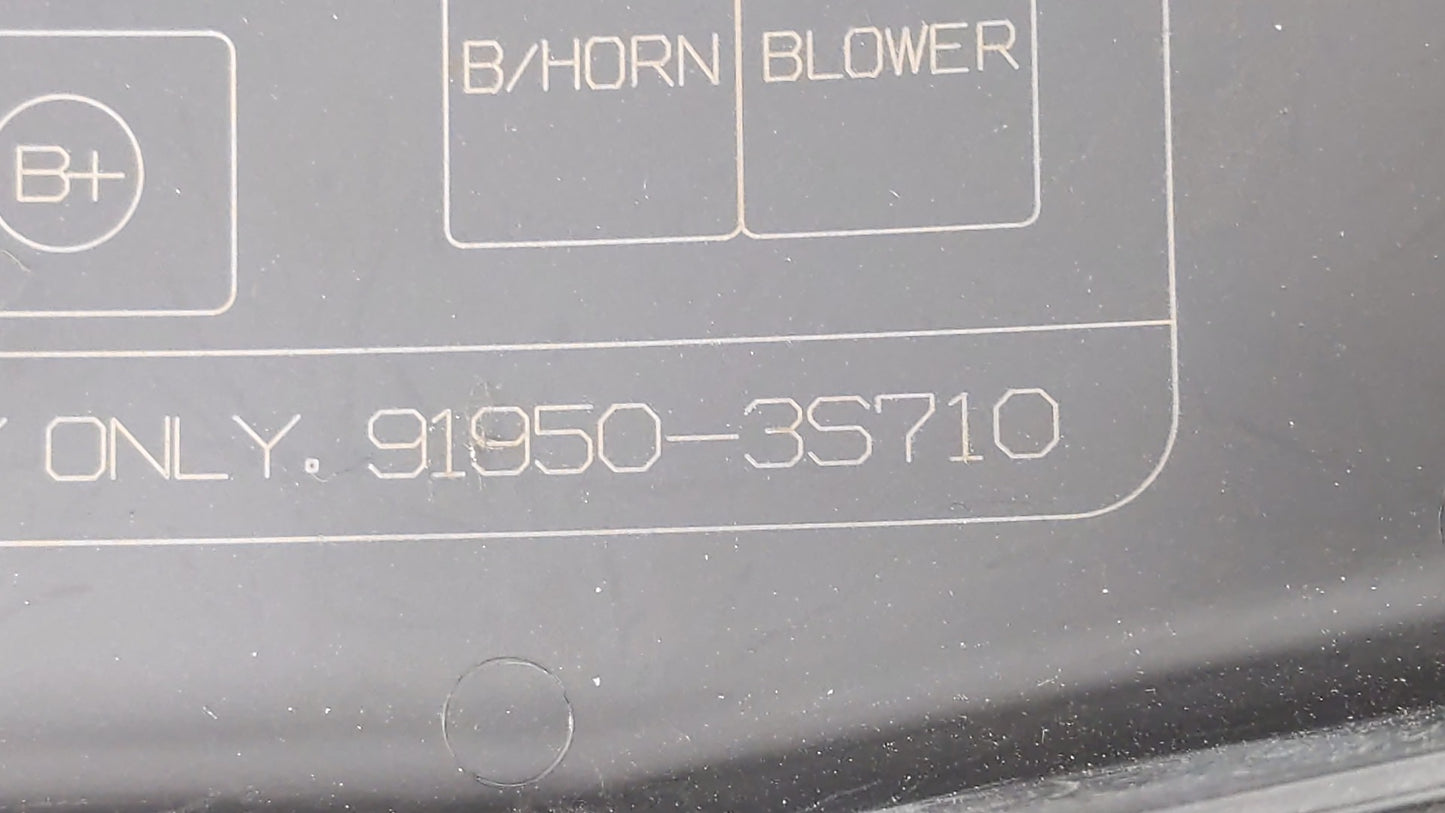 B/HORN BLOWER
B+
ONLY. 91950-3S710